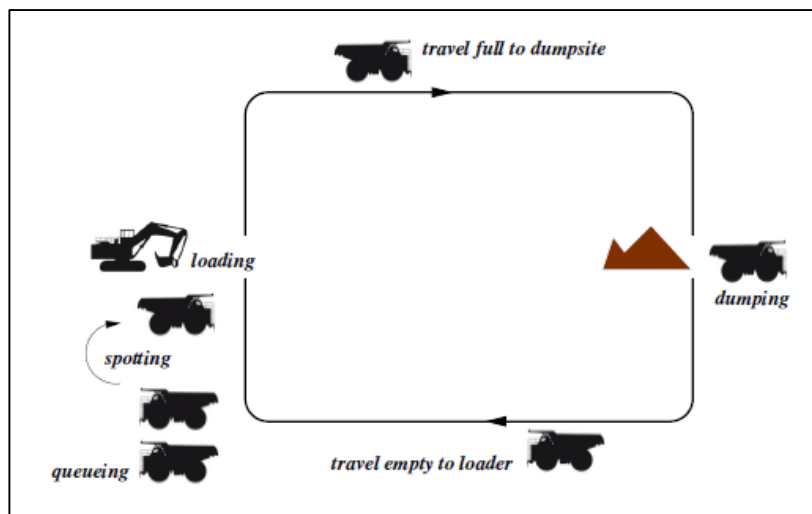 travel full to dumpsite
loading
dumping
spotting
queueing
travel empty to loader